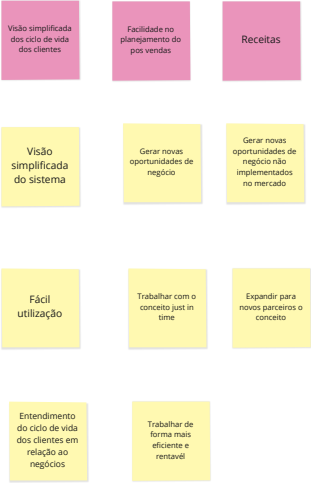 Visão simplificada
dos ciclo de vida
dos clientes
Facilidade no
planejamento do
pos vendas
Receitas
Visão
simplificada
do sistema
Gerar novas
oportunidades de
negócio
Gerar novas
oportunidades de
negócio não
implementados
no mercado
Fácil
utilização
Trabalhar com o
conceito just in
time
Expandir para
novos parceiros o
conceito
Entendimento
do ciclo de vida
dos clientes em
relação ao
negócios
Trabalhar de
forma mais
eficiente e
rentavél